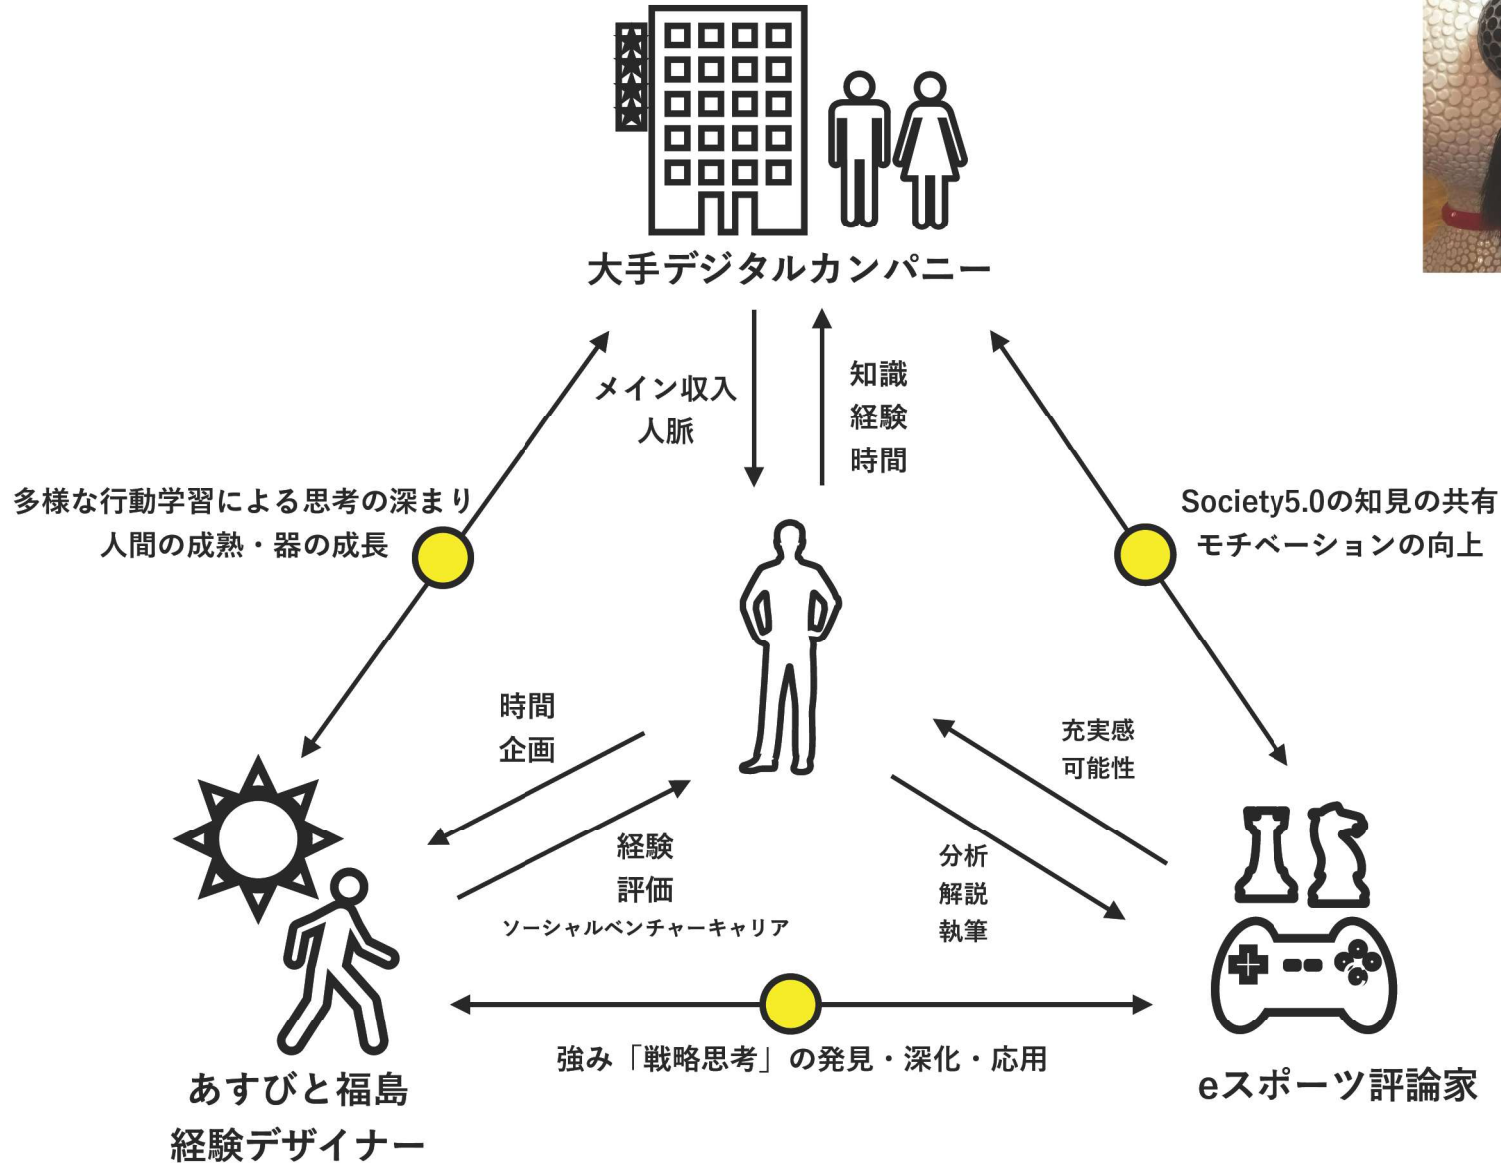 大手デジタルカンパニー
メイン収入
人脈
知識
経験
時間
多様な行動学習による思考の深まり
人間の成熟・器の成長
Society5.0の知見の共有
モチベーションの向上
時間
企画
充実感
可能性
経験
評価
ソーシャルベンチャーキャリア
分析
解説
執筆
強み「戦略思考」の発見・深化・応用
あすびと福島
経験デザイナー
eスポーツ評論家